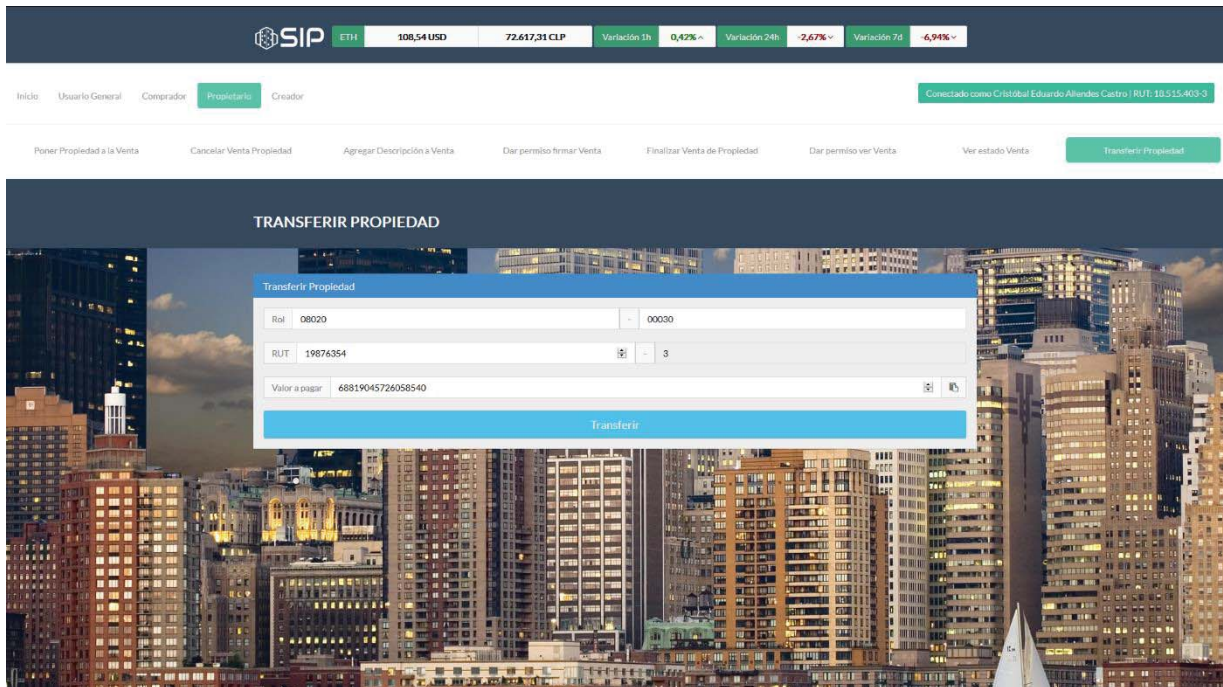 SIP ETH 108,54 USD 72.617,31 CLP Variación 1h 0,42% Variación 24h -2,67% Variación 7d -6,94%
Inicio Usuario General Comprador Propietario Creador Conectado como Cristóbal Eduardo Allendes Castro | RUT: 18.515.403-3
Poner Propiedad a la Venta Cancelar Venta Propiedad Agregar Descripción a Venta Dar permiso firmar Venta Finalizar Venta de Propiedad Dar permiso ver Venta Ver estado Venta Transferir Propiedad
TRANSFERIR PROPIEDAD
Transferir Propiedad
Rol 08020 - 00030
RUT 19876354 - 3
Valor a pagar 68819045726058540
Transferir